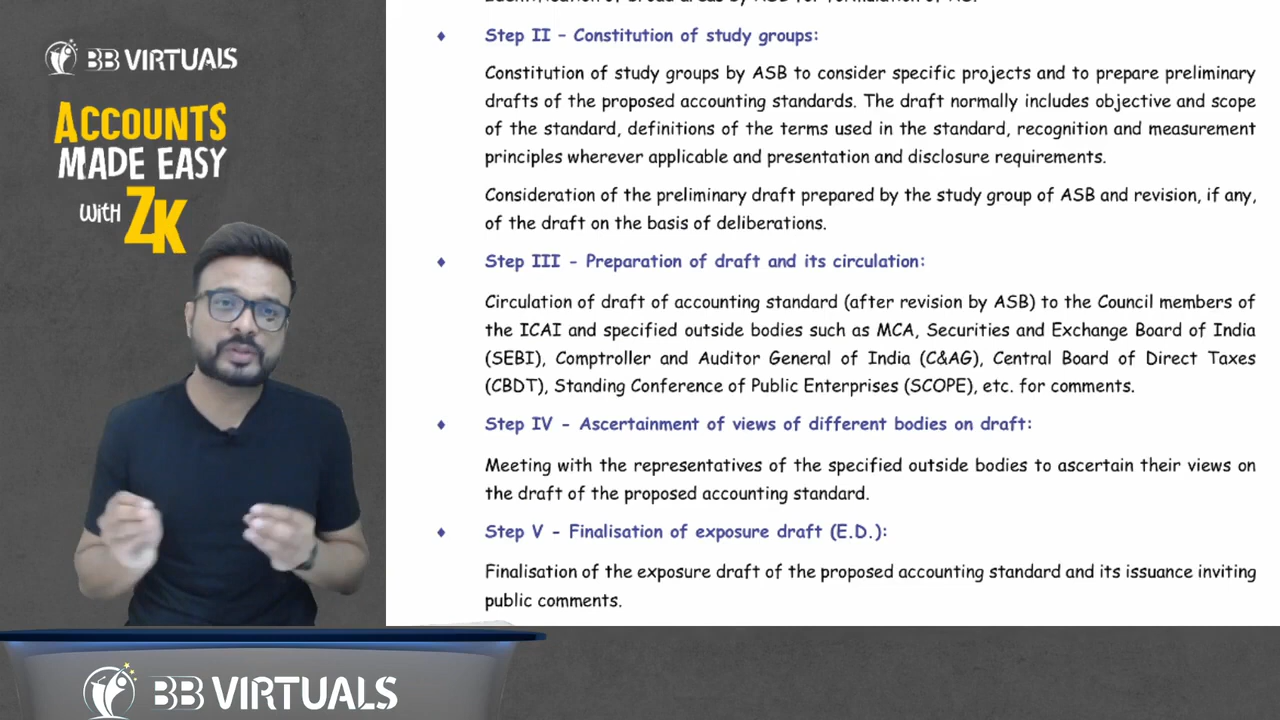 BB VIRTUALS
ACCOUNTS
MADE EASY
with ZK
Step II – Constitution of study groups:
Constitution of study groups by ASB to consider specific projects and to prepare preliminary
drafts of the proposed accounting standards. The draft normally includes objective and scope
of the standard, definitions of the terms used in the standard, recognition and measurement
principles wherever applicable and presentation and disclosure requirements.
Consideration of the preliminary draft prepared by the study group of ASB and revision, if any,
of the draft on the basis of deliberations.
Step III - Preparation of draft and its circulation:
Circulation of draft of accounting standard (after revision by ASB) to the Council members of
the ICAI and specified outside bodies such as MCA, Securities and Exchange Board of India
(SEBI), Comptroller and Auditor General of India (C&AG), Central Board of Direct Taxes
(CBDT), Standing Conference of Public Enterprises (SCOPE), etc. for comments.
Step IV - Ascertainment of views of different bodies on draft:
Meeting with the representatives of the specified outside bodies to ascertain their views on
the draft of the proposed accounting standard.
Step V - Finalisation of exposure draft (E.D.):
Finalisation of the exposure draft of the proposed accounting standard and its issuance inviting
public comments.
BB VIRTUALS